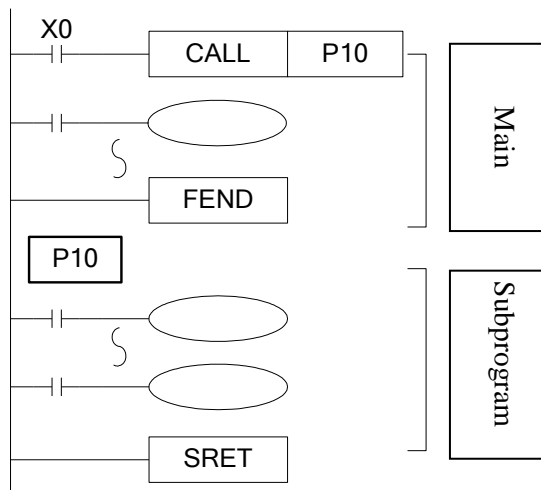 X0
CALL P10
Main
FEND
P10
Subprogram
SRET